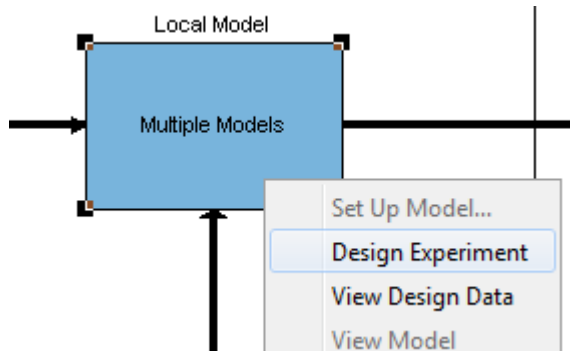 Local Model
Multiple Models
Set Up Model...
Design Experiment
View Design Data
View Model